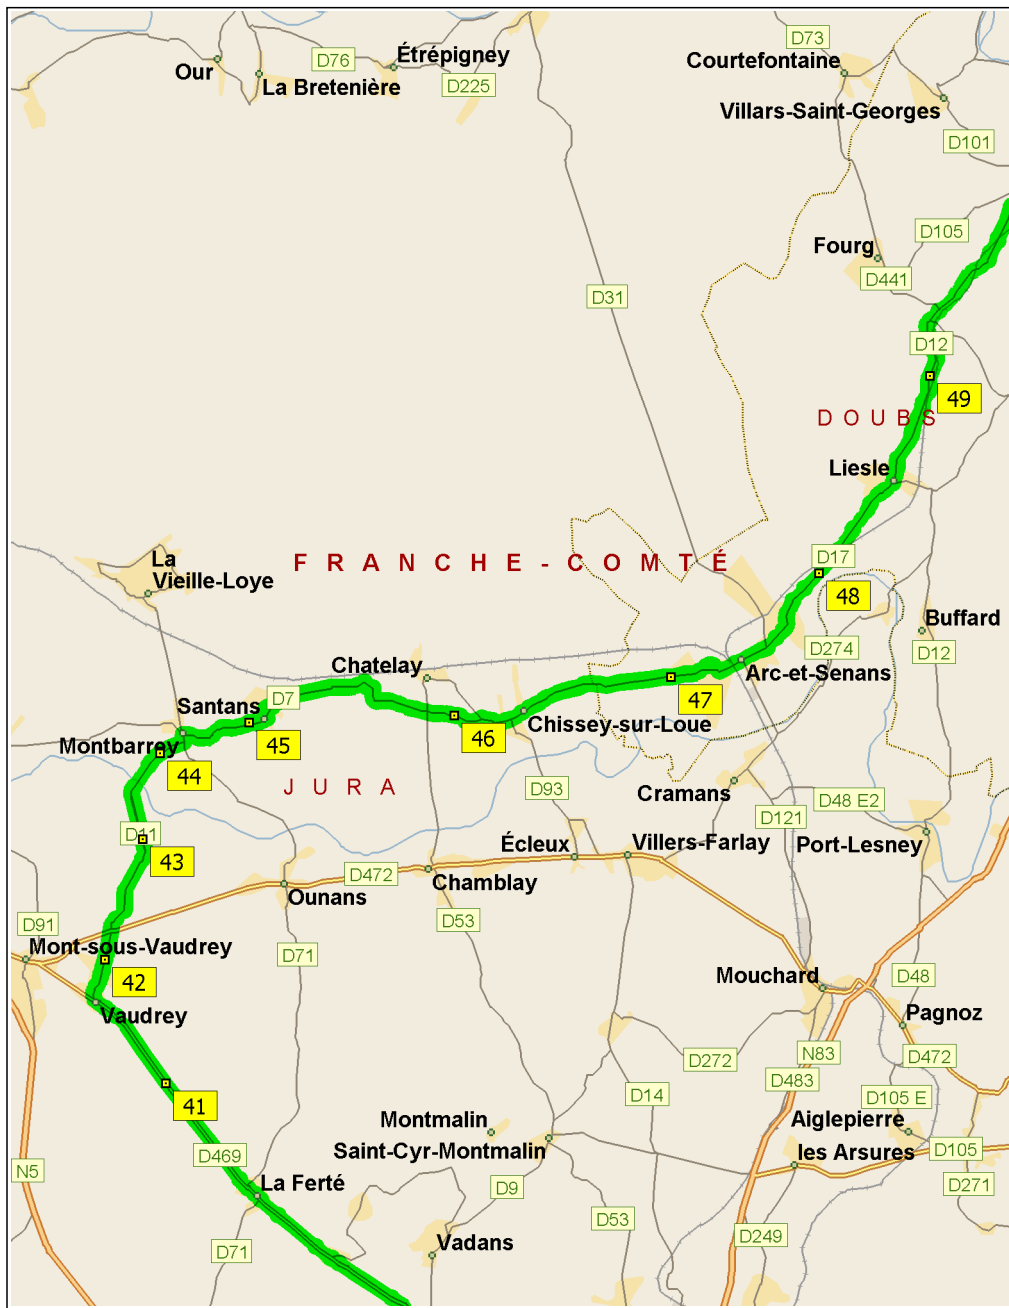 D73
Étrépigney
D76
Courtefontaine
Our
La Bretenière
D225
Villars-Saint-Georges
D101
D105
Fourg
D441
D31
D12
49
DOUBS
Liesle
FRANCHE-COMTÉ
D17
La
Vieille-Loye
48
Buffard
D274
D12
Chatelay
Arc-et-Senans
47
D7
Santans
Chissey-sur-Loue
46
45
Montbarrey
44
JURA
D93
Cramans
D48 E2
D121
D11
Écleux
Villers-Farlay
Port-Lesney
43
D472
Chamblay
Ounans
D91
D53
Mont-sous-Vaudrey
D71
Mouchard
D48
42
Vaudrey
Pagnoz
N83
D472
D272
D483
D14
D105 E
41
Montmalin
Aiglepierre
Saint-Cyr-Montmalin
les Arsures
D105
D469
N5
La Ferté
D9
D271
D53
D249
Vadans
D71